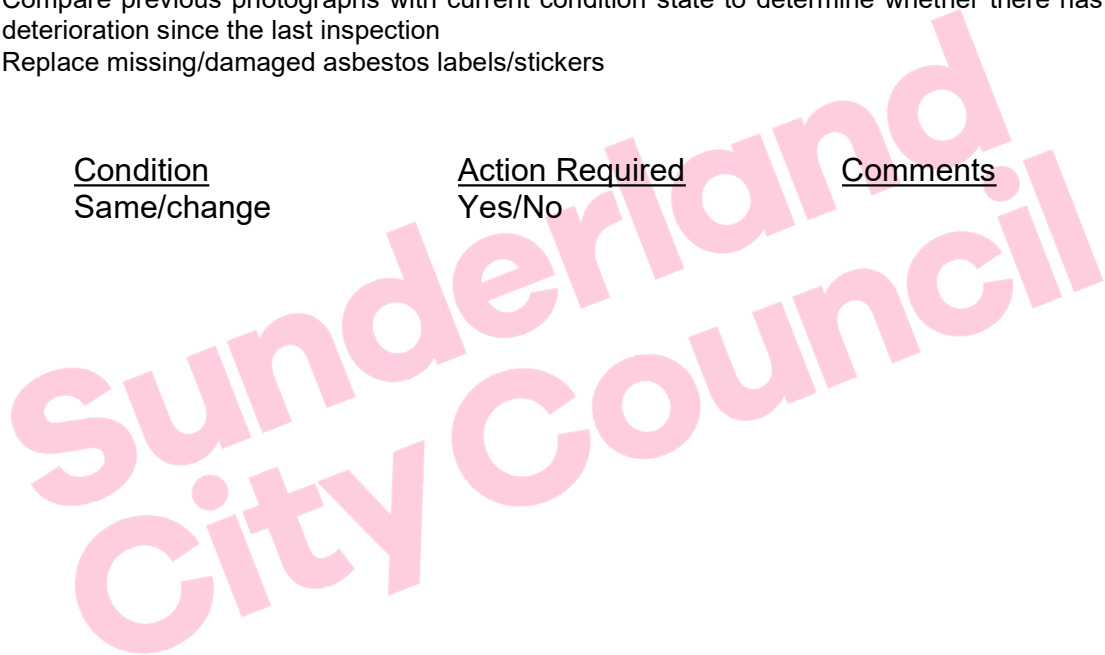 Compare previous photographs with current condition state to determine whether there has
deterioration since the last inspection
Replace missing/damaged asbestos labels/stickers
Condition Action Required Comments
Same/change Yes/No
Sunderland
City Council